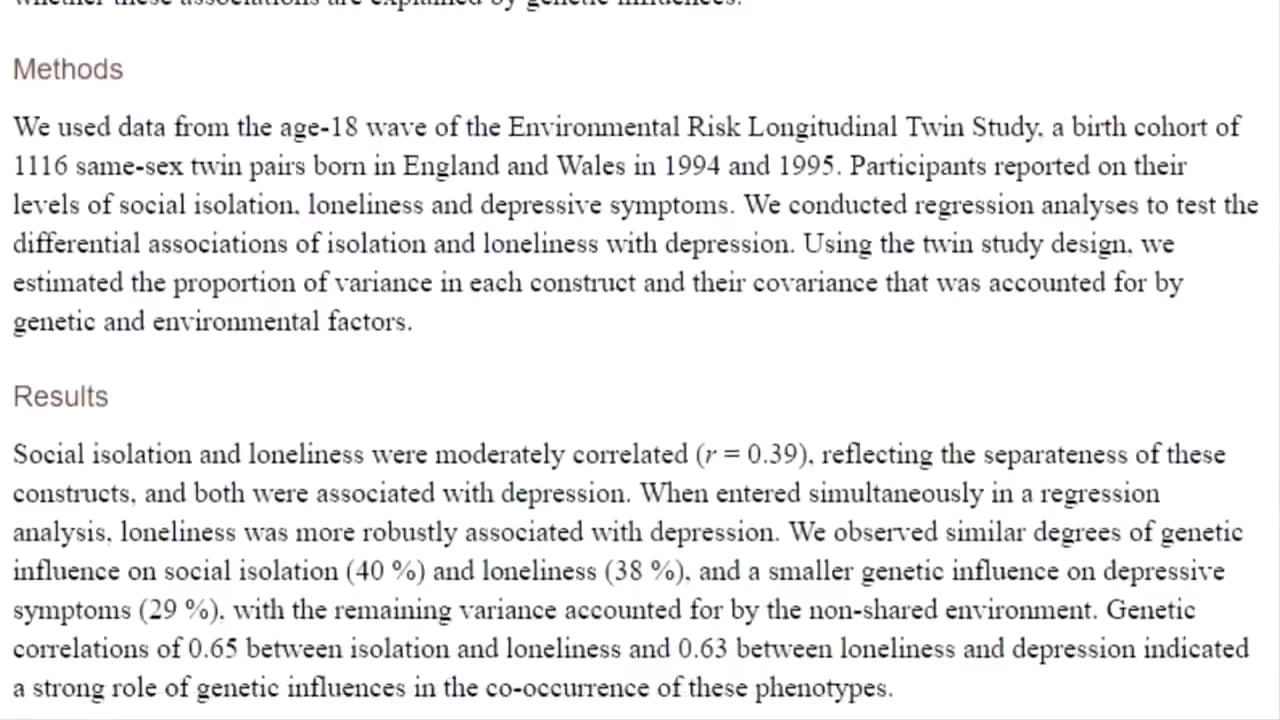 whether these associations are explained by genetic influences.
Methods
We used data from the age-18 wave of the Environmental Risk Longitudinal Twin Study, a birth cohort of
1116 same-sex twin pairs born in England and Wales in 1994 and 1995. Participants reported on their
levels of social isolation, loneliness and depressive symptoms. We conducted regression analyses to test the
differential associations of isolation and loneliness with depression. Using the twin study design, we
estimated the proportion of variance in each construct and their covariance that was accounted for by
genetic and environmental factors.
Results
Social isolation and loneliness were moderately correlated (r = 0.39), reflecting the separateness of these
constructs, and both were associated with depression. When entered simultaneously in a regression
analysis, loneliness was more robustly associated with depression. We observed similar degrees of genetic
influence on social isolation (40 %) and loneliness (38 %), and a smaller genetic influence on depressive
symptoms (29 %), with the remaining variance accounted for by the non-shared environment. Genetic
correlations of 0.65 between isolation and loneliness and 0.63 between loneliness and depression indicated
a strong role of genetic influences in the co-occurrence of these phenotypes.